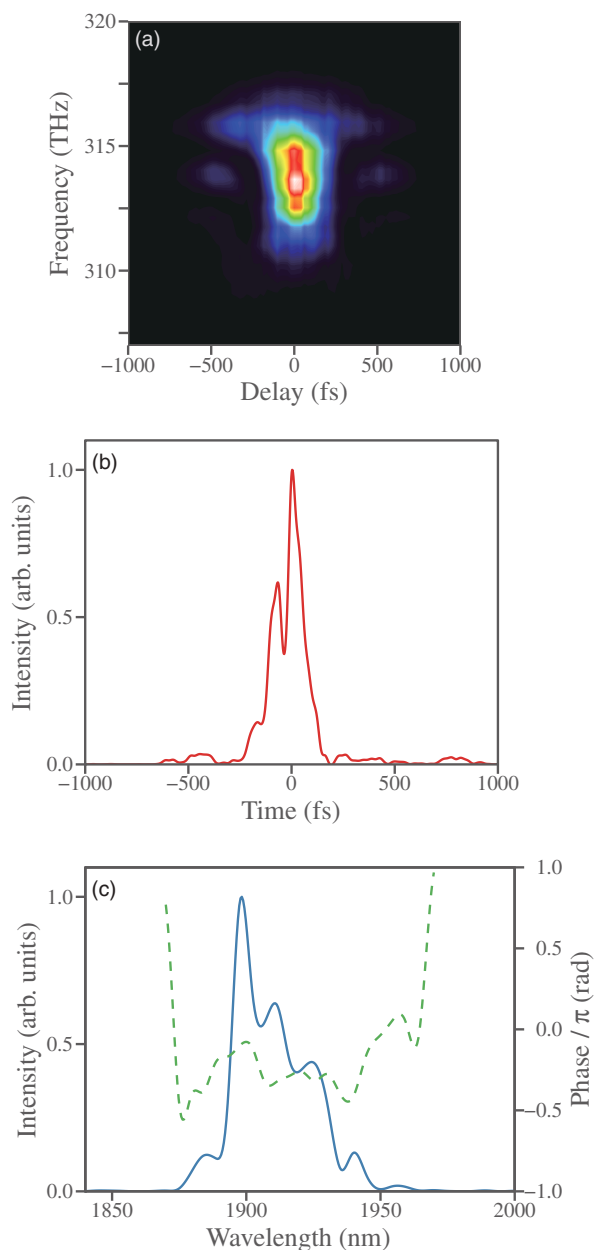 (a)
320
315
310
Frequency (THz)
−1000 −500 0 500 1000
Delay (fs)
(b)
1.0
0.5
0.0
Intensity (arb. units)
−1000 −500 0 500 1000
Time (fs)
(c)
1.0
0.5
0.0
Intensity (arb. units)
1.0
0.5
0.0
−0.5
−1.0
Phase / π (rad)
1850 1900 1950 2000
Wavelength (nm)